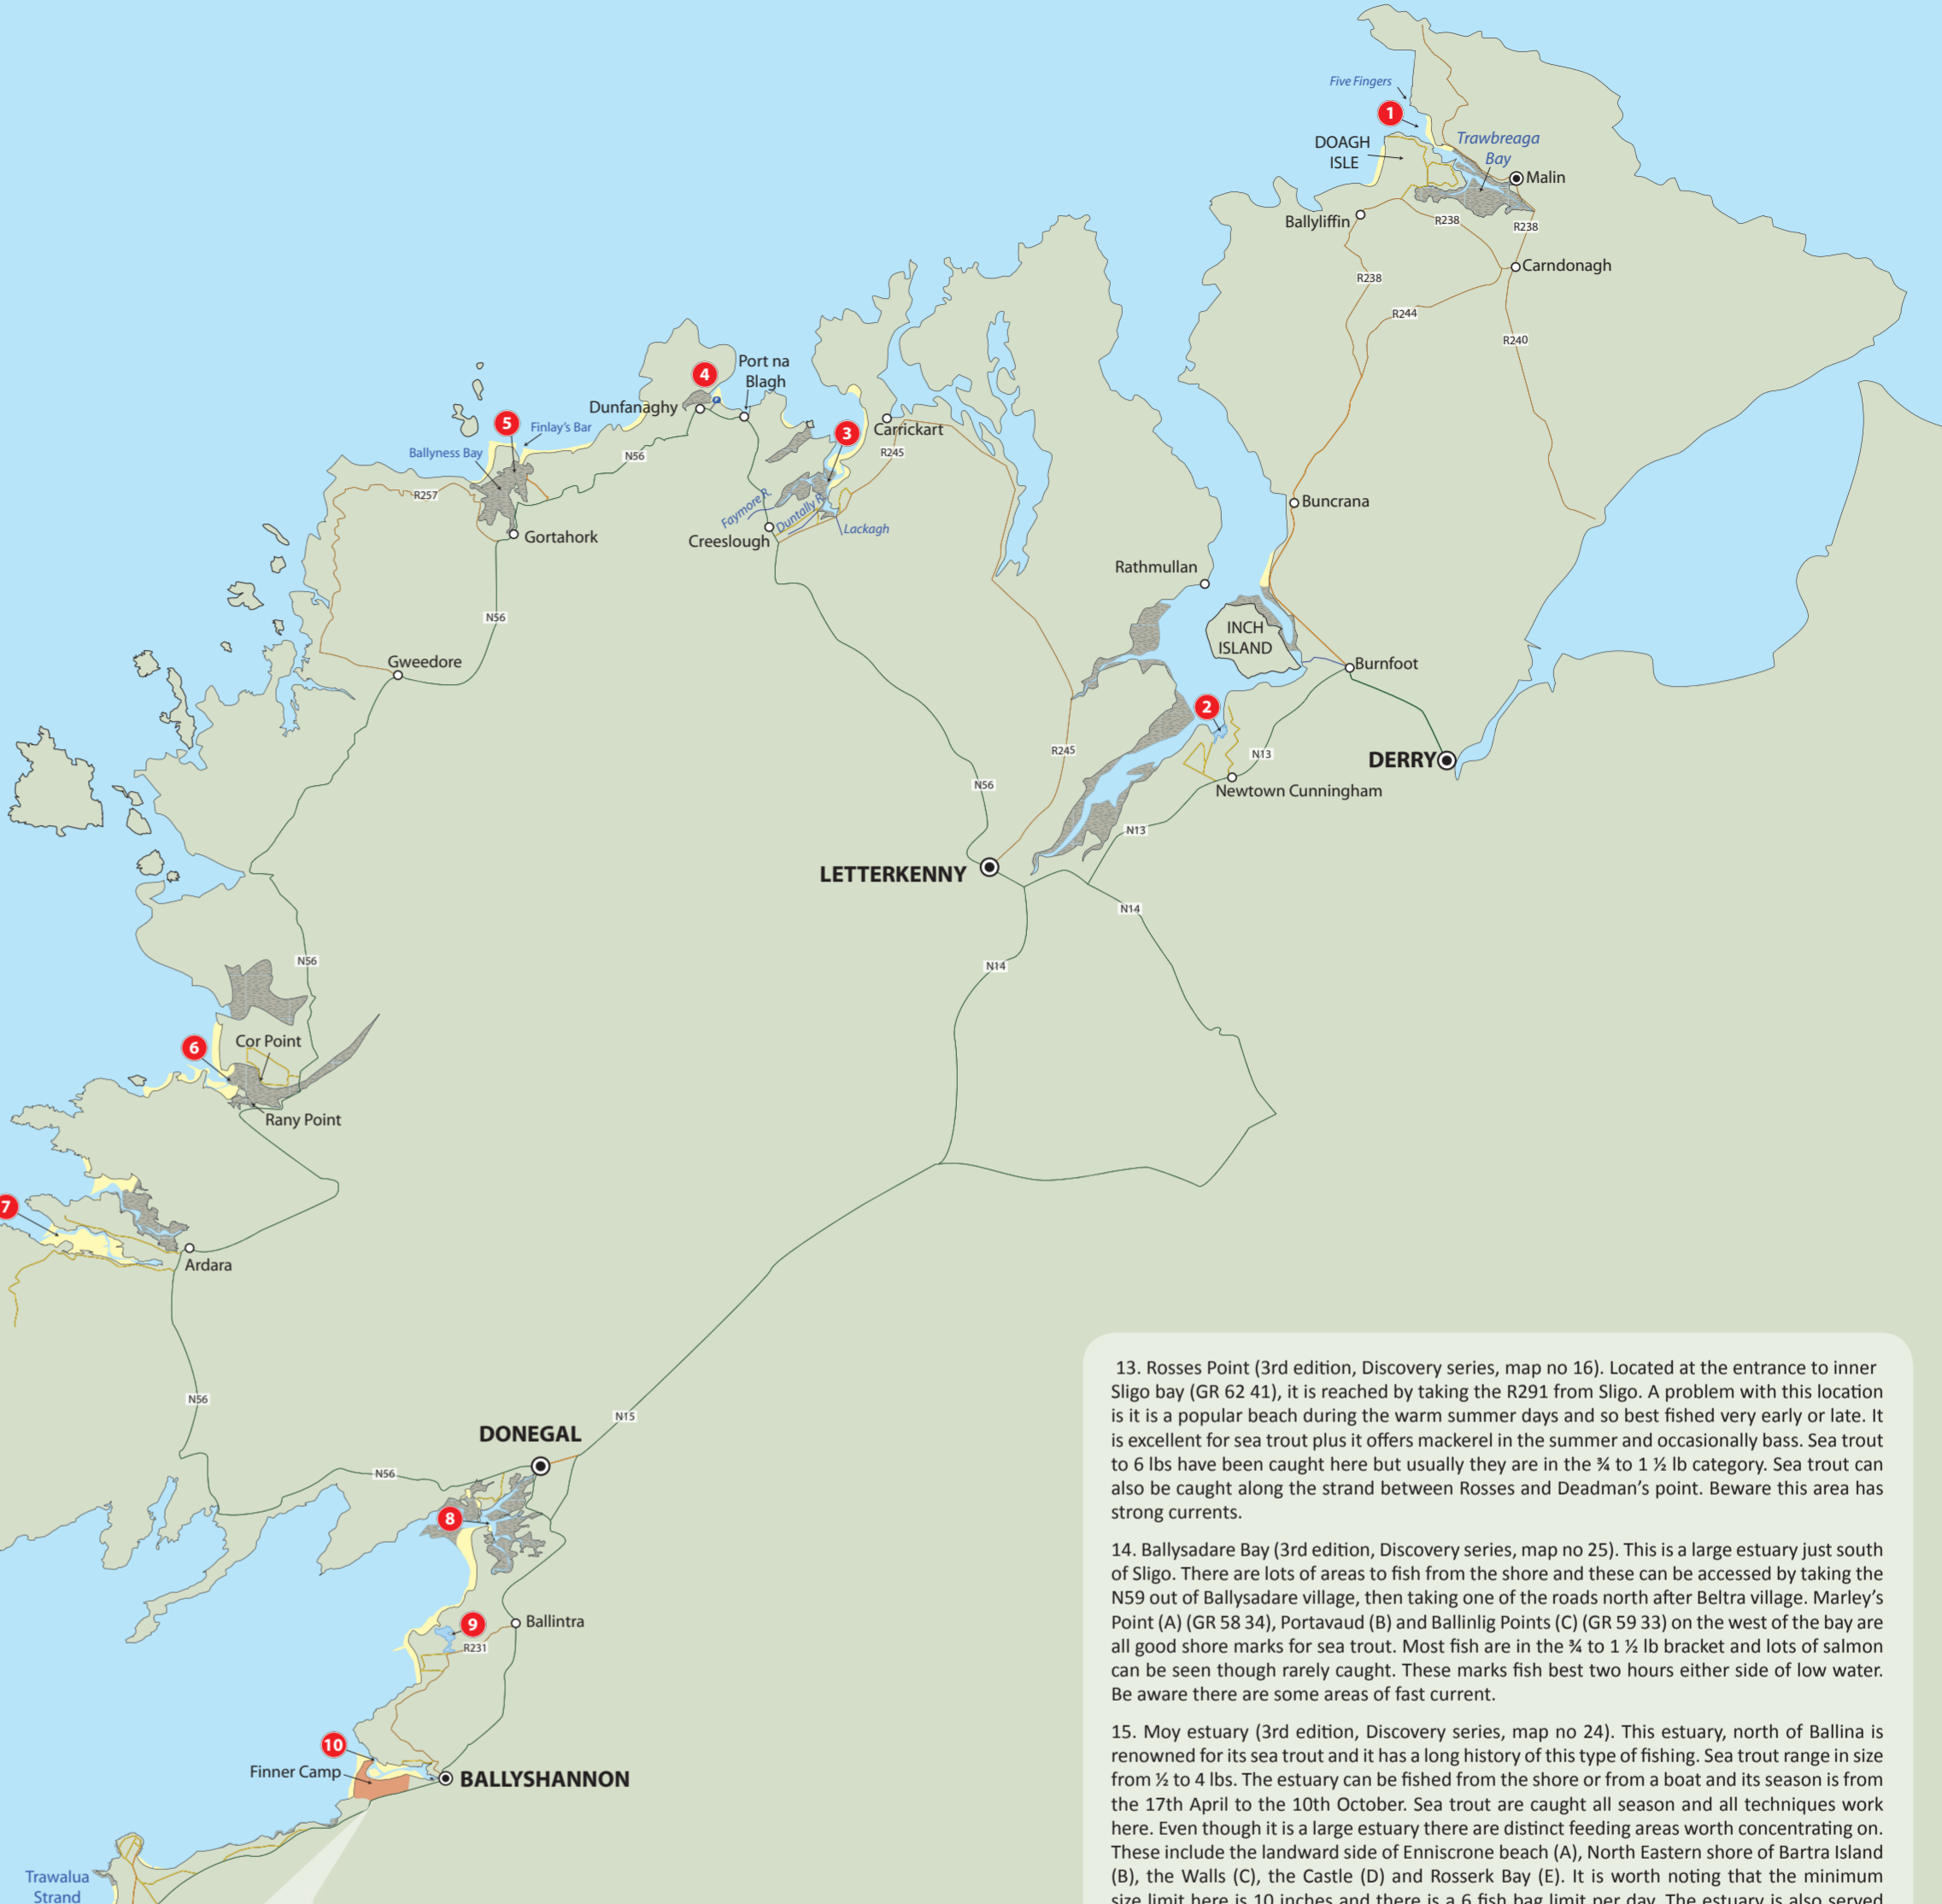 Five Fingers
1
DOAGH
ISLE
Trawbreaga
Bay
Malin
Ballyliffin
R238
R238
Carndonagh
R238
R244
R240
Port na
Blagh
4
Dunfanaghy
5
Finlay's Bar
Ballyness Bay
3
Carrickart
R245
N56
R257
Faymore R.
Duntally R.
Lackagh
Creeslough
Gortahork
Buncrana
Rathmullan
N56
INCH
ISLAND
Gweedore
Burnfoot
2
R245
N13
DERRY
N56
Newtown Cunningham
N13
LETTERKENNY
N14
N56
N14
Cor Point
6
Rany Point
7
Ardara
N56
N15
DONEGAL
N56
8
9
Ballintra
R231
10
Finner Camp
BALLYSHANNON
Trawalua
Strand
13. Rosses Point (3rd edition, Discovery series, map no 16). Located at the entrance to inner
Sligo bay (GR 62 41), it is reached by taking the R291 from Sligo. A problem with this location
is it is a popular beach during the warm summer days and so best fished very early or late. It
is excellent for sea trout plus it offers mackerel in the summer and occasionally bass. Sea trout
to 6 lbs have been caught here but usually they are in the ¾ to 1 ½ lb category. Sea trout can
also be caught along the strand between Rosses and Deadman's point. Beware this area has
strong currents.
14. Ballysadare Bay (3rd edition, Discovery series, map no 25). This is a large estuary just south
of Sligo. There are lots of areas to fish from the shore and these can be accessed by taking the
N59 out of Ballysadare village, then taking one of the roads north after Beltra village. Marley's
Point (A) (GR 58 34), Portavaud (B) and Ballinlig Points (C) (GR 59 33) on the west of the bay are
all good shore marks for sea trout. Most fish are in the ¾ to 1 ½ lb bracket and lots of salmon
can be seen though rarely caught. These marks fish best two hours either side of low water.
Be aware there are some areas of fast current.
15. Moy estuary (3rd edition, Discovery series, map no 24). This estuary, north of Ballina is
renowned for its sea trout and it has a long history of this type of fishing. Sea trout range in size
from ½ to 4 lbs. The estuary can be fished from the shore or from a boat and its season is from
the 17th April to the 10th October. Sea trout are caught all season and all techniques work
here. Even though it is a large estuary there are distinct feeding areas worth concentrating on.
These include the landward side of Enniscrone beach (A), North Eastern shore of Bartra Island
(B), the Walls (C), the Castle (D) and Rosserk Bay (E). It is worth noting that the minimum
size limit here is 10 inches and there is a 6 fish bag limit per day. The estuary is also served